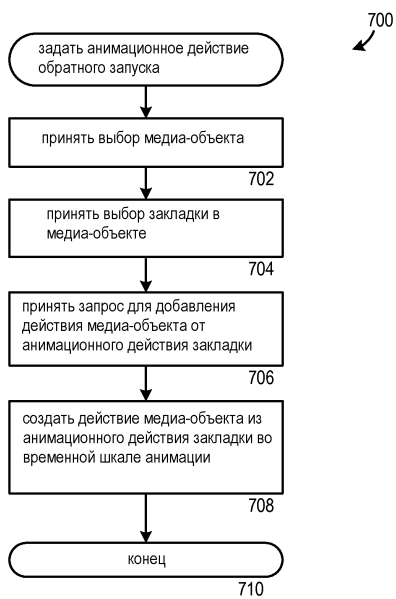 700
задать анимационное действие
обратного запуска
принять выбор медиа-объекта
702
принять выбор закладки в
медиа-объекте
704
принять запрос для добавления
действия медиа-объекта от
анимационного действия закладки
706
создать действие медиа-объекта из
анимационного действия закладки во
временной шкале анимации
708
конец
710